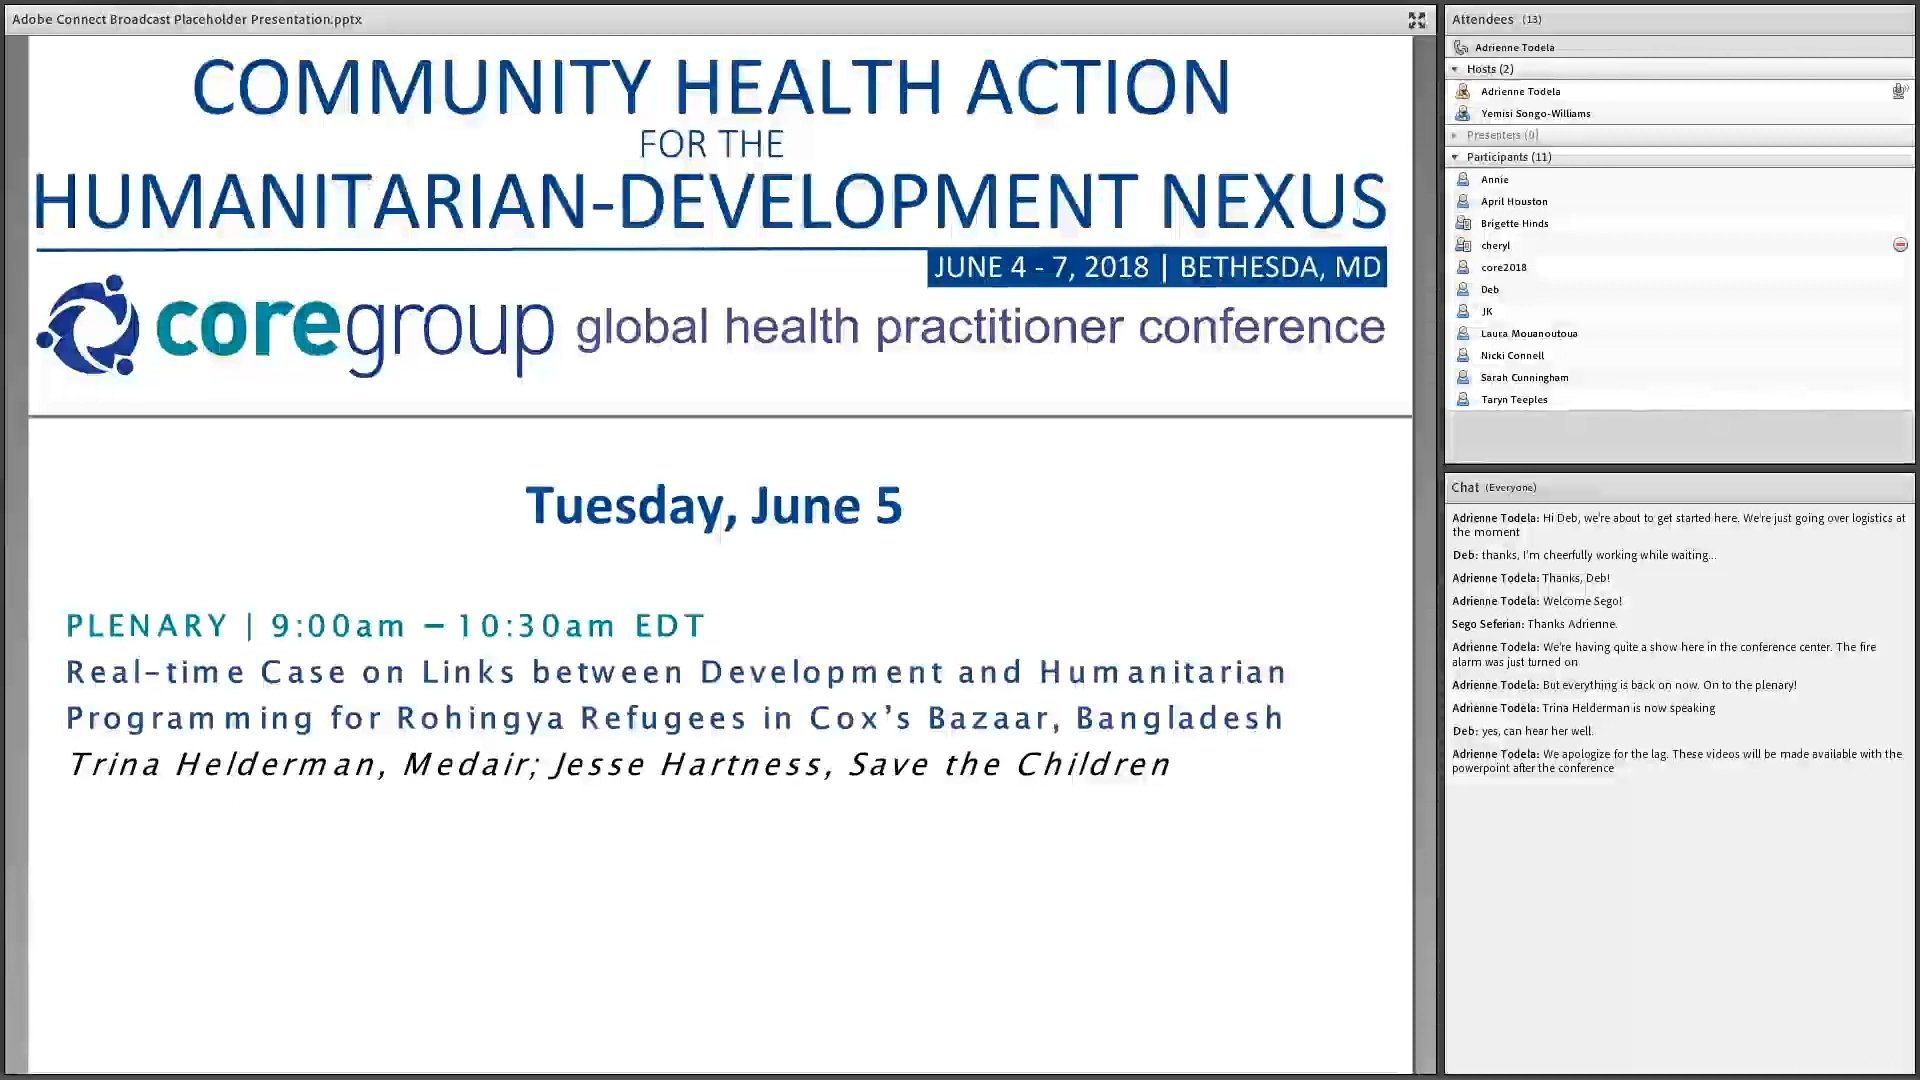 Adobe Connect Broadcast Placeholder Presentation.pptx
COMMUNITY HEALTH ACTION
FOR THE
HUMANITARIAN-DEVELOPMENT NEXUS
JUNE 4 - 7, 2018 | BETHESDA, MD
coregroup global health practitioner conference
Tuesday, June 5
PLENARY | 9:00am – 10:30am EDT
Real-time Case on Links between Development and Humanitarian
Programming for Rohingya Refugees in Cox's Bazaar, Bangladesh
Trina Helderman, Medair; Jesse Hartness, Save the Children
Attendees (13)
Adrienne Todela
Hosts (2)
Adrienne Todela
Yemisi Songo-Williams
Presenters (0)
Participants (11)
Annie
April Houston
Brigette Hinds
cheryl
core2018
Deb
JK
Laura Mouanoutoua
Nicki Connell
Sarah Cunningham
Taryn Teeples
Chat (Everyone)
Adrienne Todela: Hi Deb, we're about to get started here. We're just going over logistics at
the moment
Deb: thanks, I'm cheerfully working while waiting...
Adrienne Todela: Thanks, Deb!
Adrienne Todela: Welcome Sego!
Sego Seferian: Thanks Adrienne.
Adrienne Todela: We're having quite a show here in the conference center. The fire
alarm was just turned on
Adrienne Todela: But everything is back on now. On to the plenary!
Adrienne Todela: Trina Helderman is now speaking
Deb: yes, can hear her well.
Adrienne Todela: We apologize for the lag. These videos will be made available with the
powerpoint after the conference